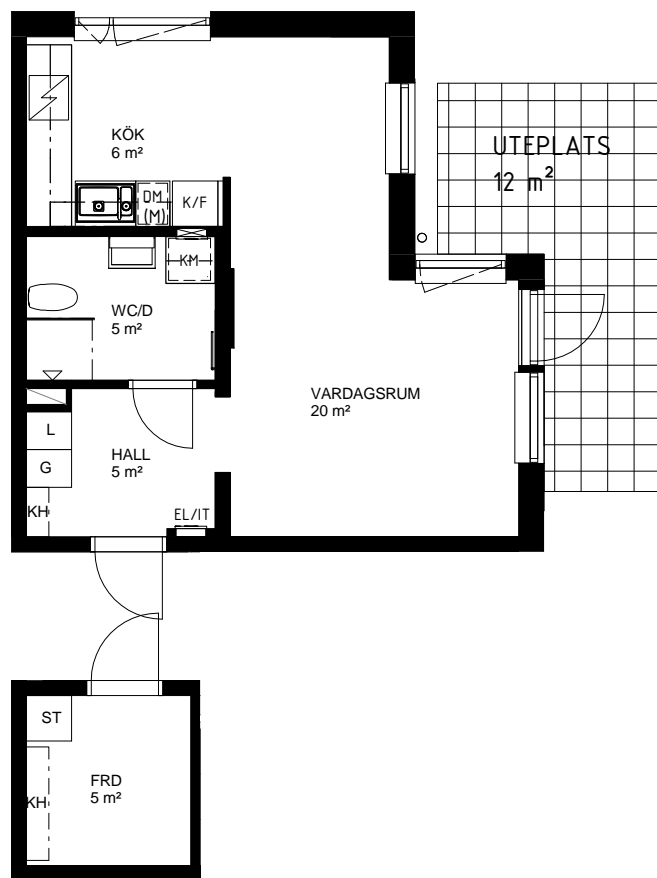 KÖK
6 m²
UTEPLATS
12 m²
DM
(M)
K/F
KM
WC/D
5 m²
VARDAGSRUM
20 m²
L
HALL
5 m²
G
KH
EL/IT
ST
FRD
5 m²
KH